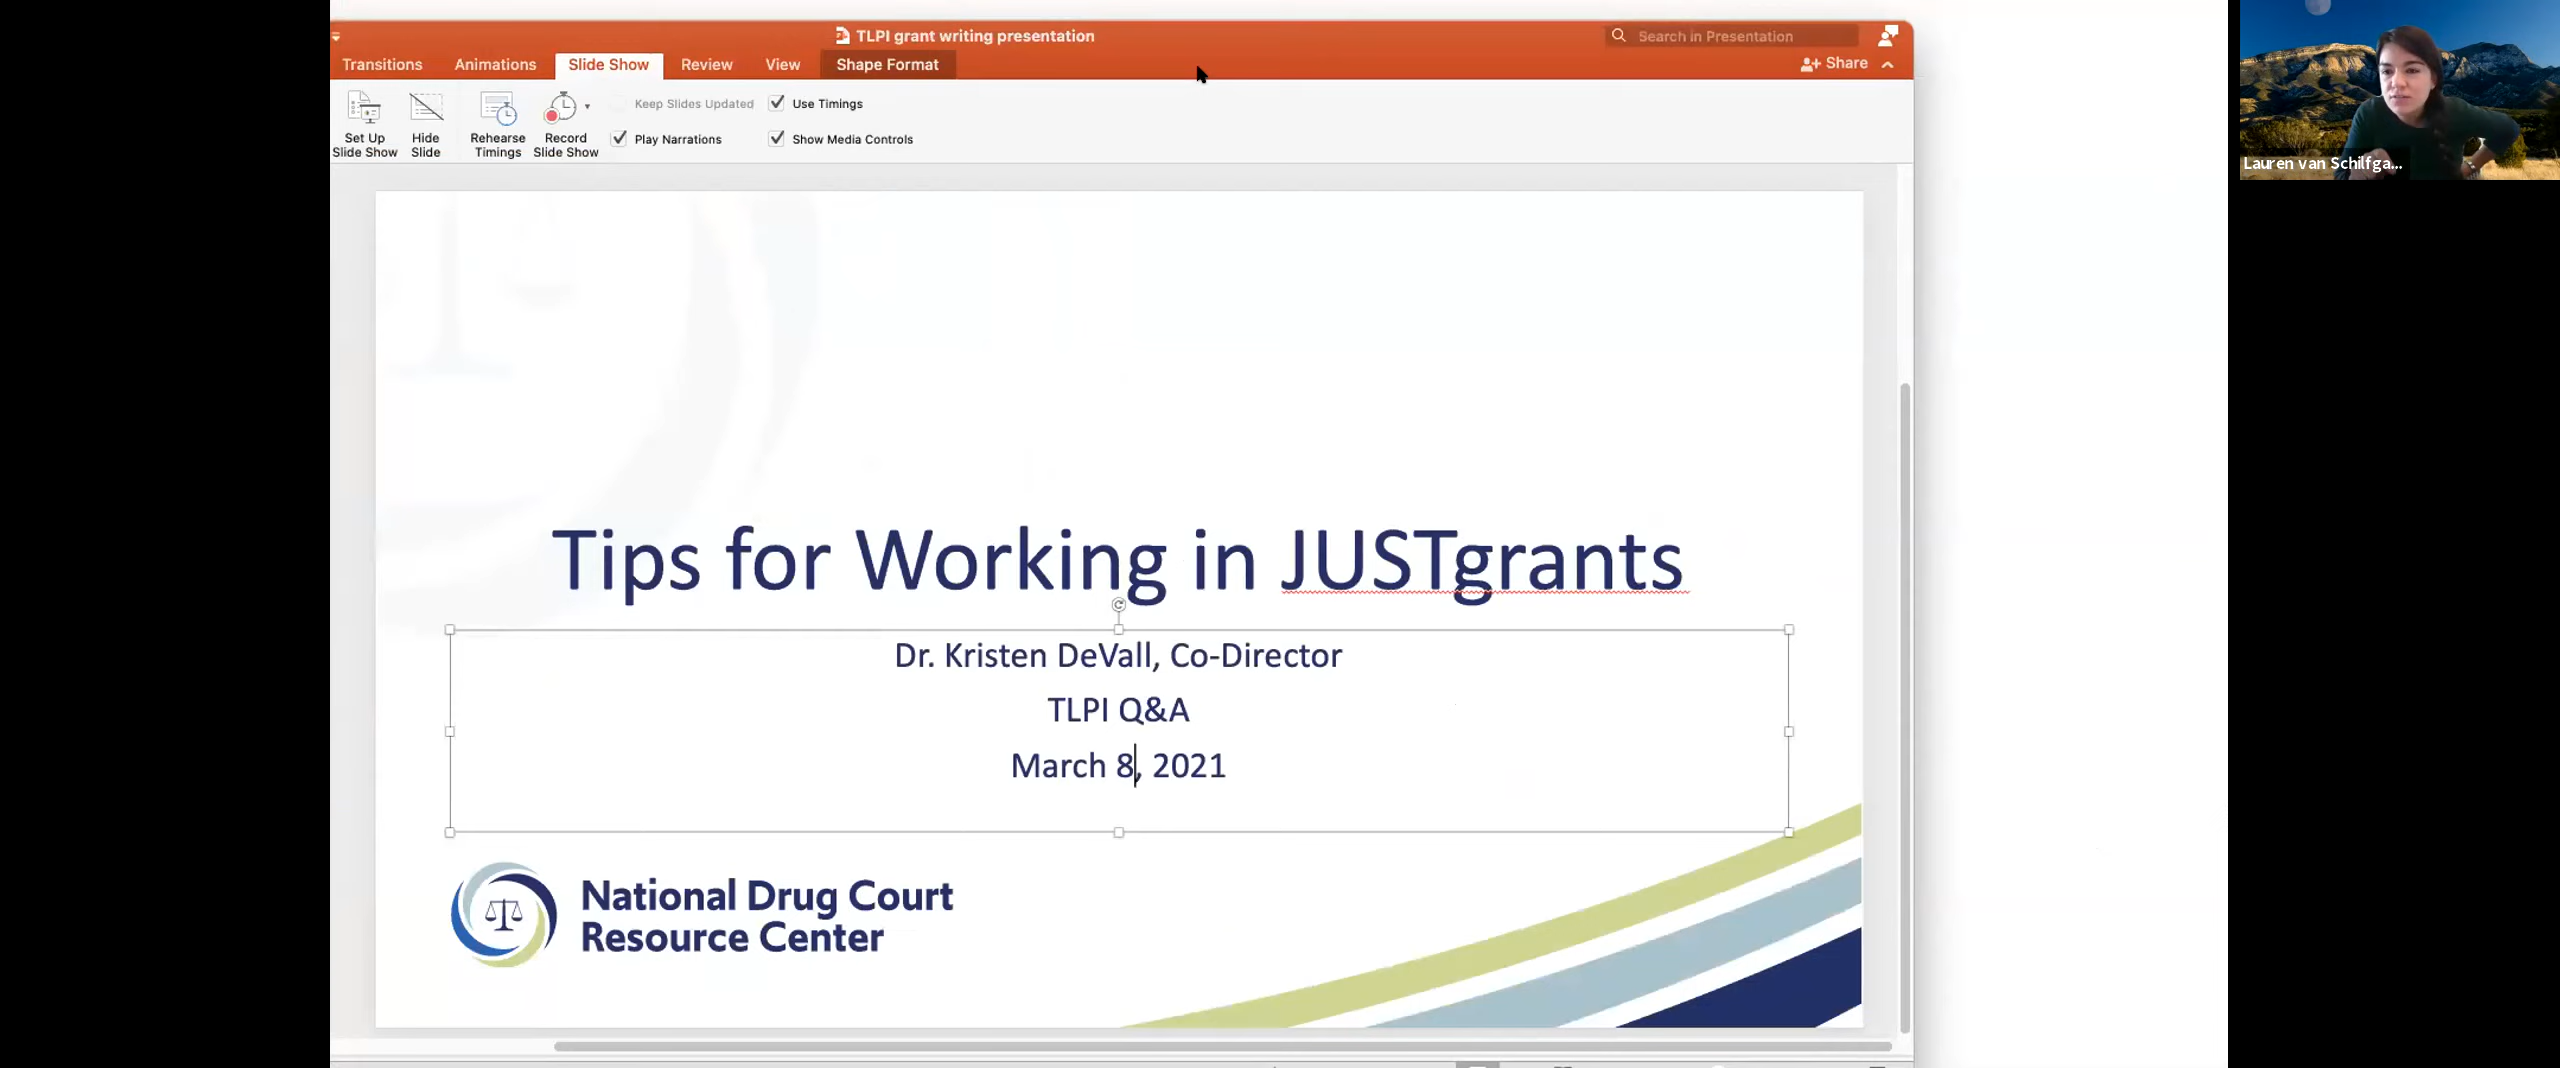 TLPI grant writing presentation
Search in Presentation
Transitions
Animations
Slide Show
Review
View
Shape Format
Share
Set Up
Slide Show
Hide
Slide
Rehearse
Timings
Record
Slide Show
Keep Slides Updated
Use Timings
Play Narrations
Show Media Controls
Lauren van Schilfga...
Tips for Working in JUSTgrants
Dr. Kristen DeVall, Co-Director
TLPI Q&A
March 8, 2021
National Drug Court
Resource Center